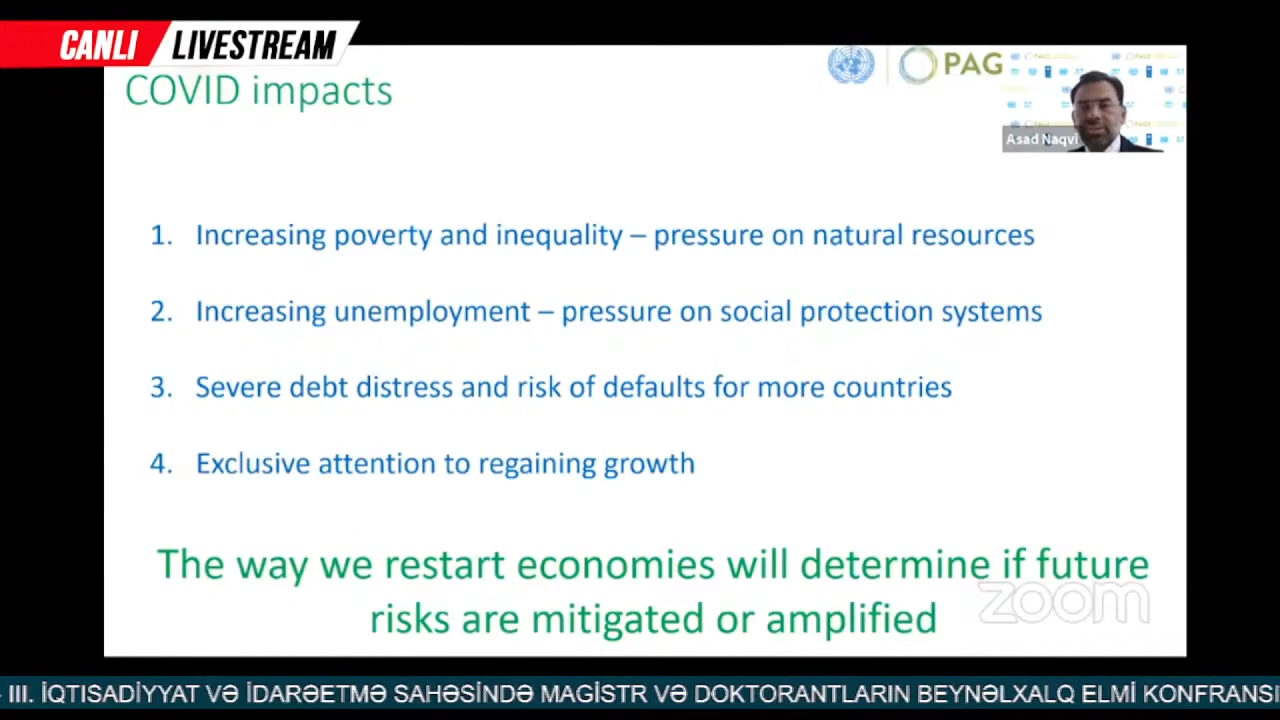 CANLI LIVESTREAM
COVID impacts
PAG
Asad Naqvi
1. Increasing poverty and inequality – pressure on natural resources
2. Increasing unemployment – pressure on social protection systems
3. Severe debt distress and risk of defaults for more countries
4. Exclusive attention to regaining growth
The way we restart economies will determine if future
risks are mitigated or amplified
zoom
III. İQTISADİYYAT VƏ İDARƏETMƏ SAHƏSİNDƏ MAGİSTR VƏ DOKTORANTLARIN BEYNƏLXALQ ELMİ KONFRANSI